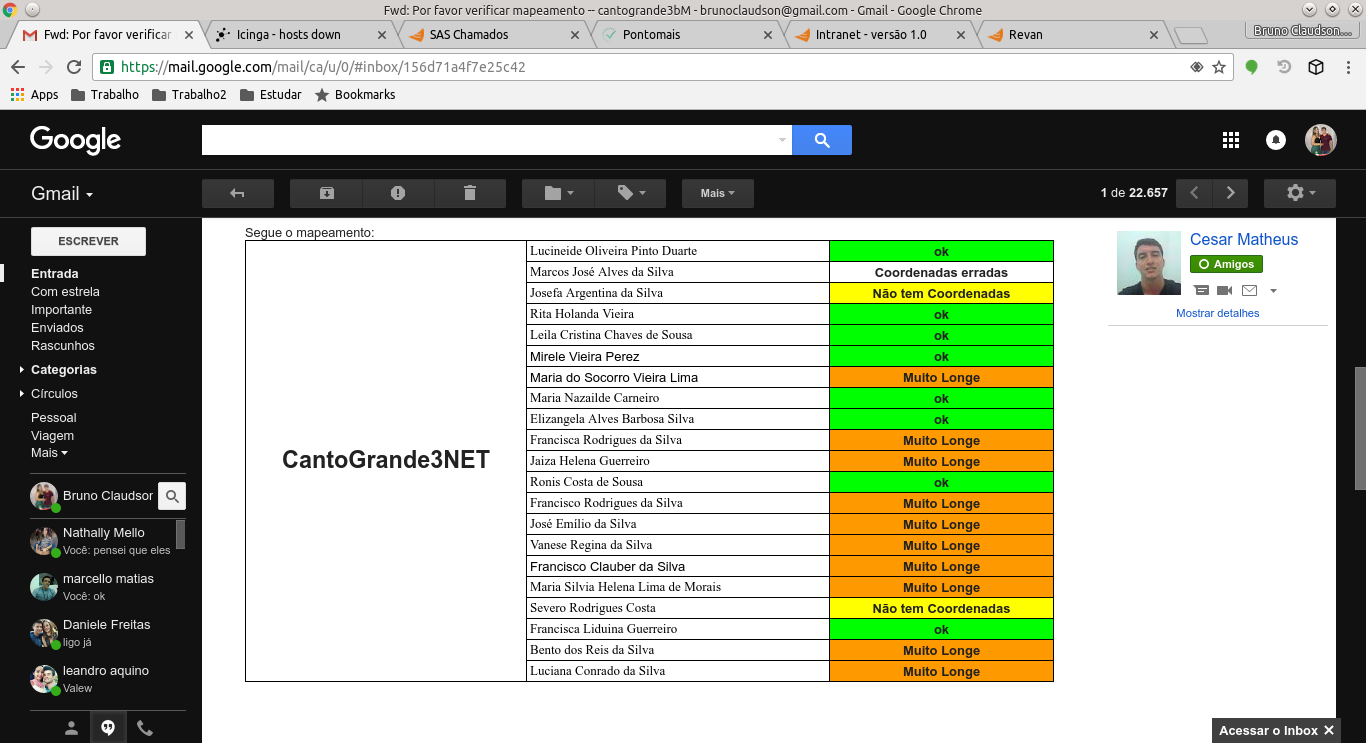 Fwd: Por favor verificar mapeamento -- cantogrande3bM - brunoclaudson@gmail.com - Gmail - Google Chrome
Fwd: Por favor verificar
Icinga - hosts down
SAS Chamados
Pontomais
Intranet - versão 1.0
Revan
Bruno Claudson...
https://mail.google.com/mail/ca/u/0/#inbox/156d71a4f7e25c42
Apps Trabalho Trabalho2 Estudar Bookmarks
Google
Gmail
Mais
1 de 22.657
ESCREVER
Entrada
Com estrela
Importante
Enviados
Rascunhos
Categorias
Círculos
Pessoal
Viagem
Mais
Bruno Claudsor
Nathally Mello
Você: pensei que eles
marcello matias
Você: ok
Daniele Freitas
ligo já
leandro aquino
Valew
Segue o mapeamento:
CantoGrande3NET
Lucineide Oliveira Pinto Duarte ok
Marcos José Alves da Silva Coordenadas erradas
Josefa Argentina da Silva Não tem Coordenadas
Rita Holanda Vieira ok
Leila Cristina Chaves de Sousa ok
Mirele Vieira Perez ok
Maria do Socorro Vieira Lima Muito Longe
Maria Nazailde Carneiro ok
Elizangela Alves Barbosa Silva ok
Francisca Rodrigues da Silva Muito Longe
Jaiza Helena Guerreiro Muito Longe
Ronis Costa de Sousa ok
Francisco Rodrigues da Silva Muito Longe
José Emílio da Silva Muito Longe
Vanese Regina da Silva Muito Longe
Francisco Clauber da Silva Muito Longe
Maria Silvia Helena Lima de Morais Muito Longe
Severo Rodrigues Costa Não tem Coordenadas
Francisca Liduina Guerreiro ok
Bento dos Reis da Silva Muito Longe
Luciana Conrado da Silva Muito Longe
Cesar Matheus
Amigos
Mostrar detalhes
Acessar o Inbox